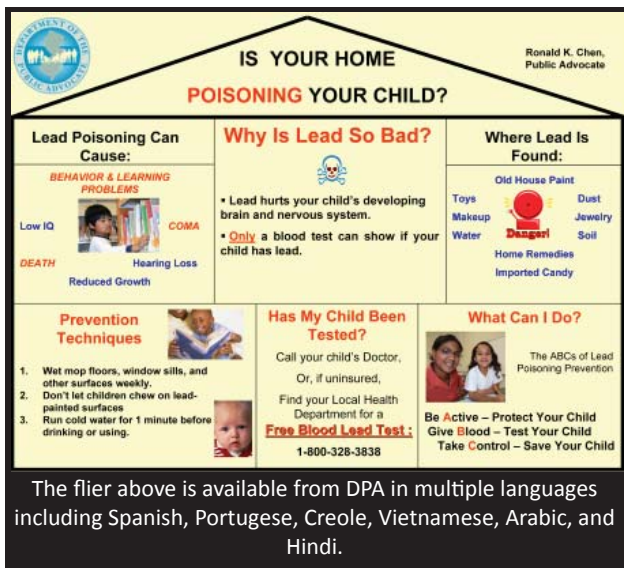 DEPARTMENT OF THE
PUBLIC ADVOCATE
IS YOUR HOME
POISONING YOUR CHILD?
Ronald K. Chen,
Public Advocate
Lead Poisoning Can
Cause:
BEHAVIOR & LEARNING
PROBLEMS
Low IQ
COMA
DEATH
Hearing Loss
Reduced Growth
Why Is Lead So Bad?
▪ Lead hurts your child's developing
brain and nervous system.
▪ Only a blood test can show if your
child has lead.
Where Lead Is
Found:
Old House Paint
Toys
Dust
Makeup
Jewelry
Water
Danger!
Soil
Home Remedies
Imported Candy
Prevention
Techniques
1. Wet mop floors, window sills, and
other surfaces weekly.
2. Don't let children chew on lead-
painted surfaces
3. Run cold water for 1 minute before
drinking or using.
Has My Child Been
Tested?
Call your child's Doctor,
Or, if uninsured,
Find your Local Health
Department for a
Free Blood Lead Test :
1-800-328-3838
What Can I Do?
The ABCs of Lead
Poisoning Prevention
Be Active – Protect Your Child
Give Blood – Test Your Child
Take Control – Save Your Child
The flier above is available from DPA in multiple languages
including Spanish, Portugese, Creole, Vietnamese, Arabic, and
Hindi.